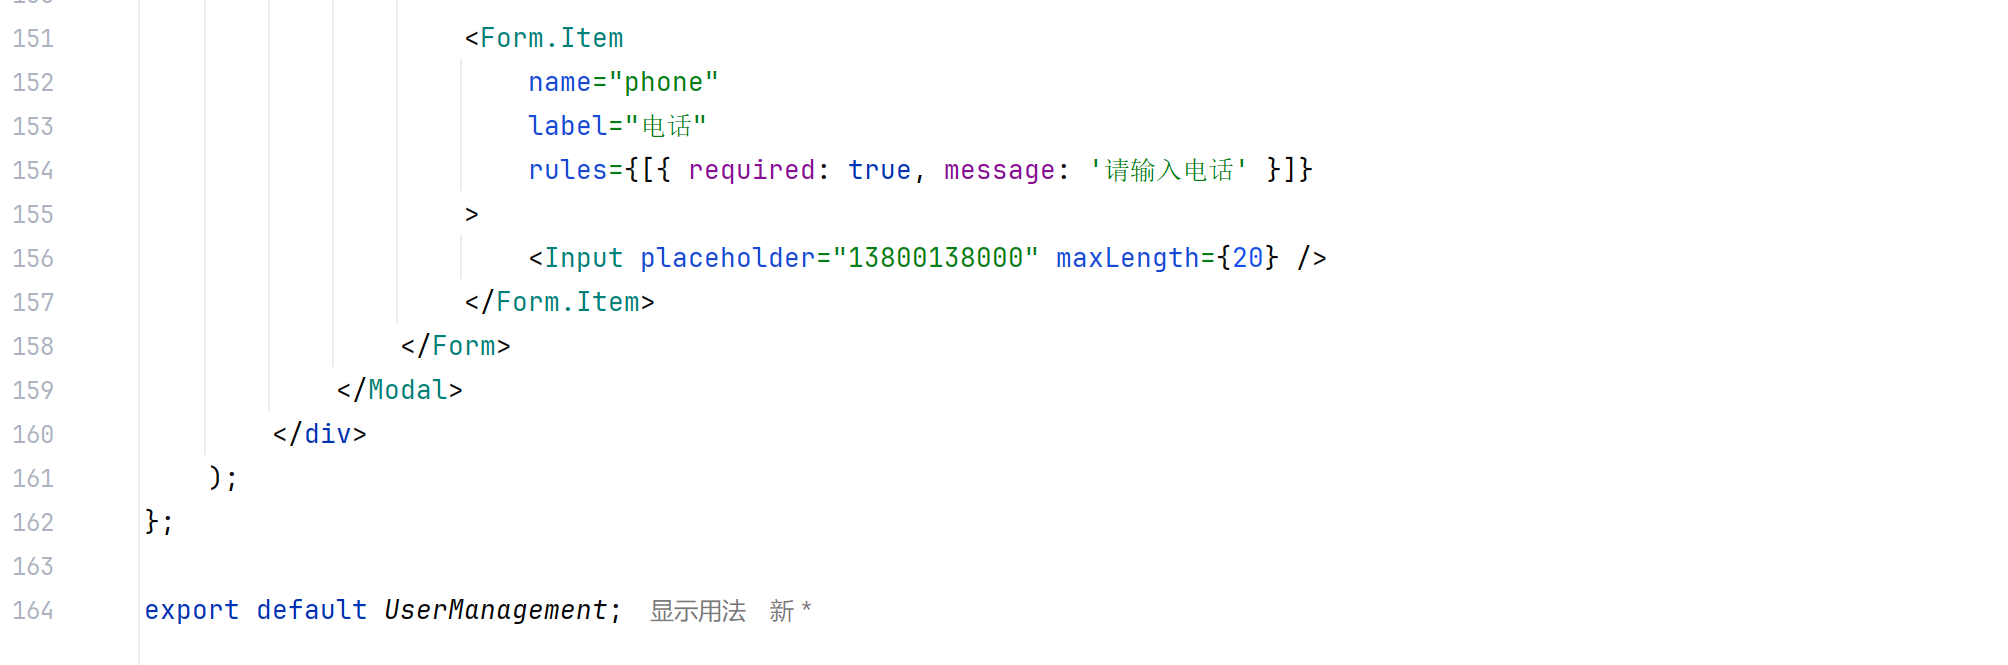 151 <Form.Item
152 name="phone"
153 label="电话"
154 rules={[{ required: true, message: '请输入电话' }]}
155 >
156 <Input placeholder="13800138000" maxLength={20} />
157 </Form.Item>
158 </Form>
159 </Modal>
160 </div>
161 );
162 };
163
164 export default UserManagement; 显示用法 新 *